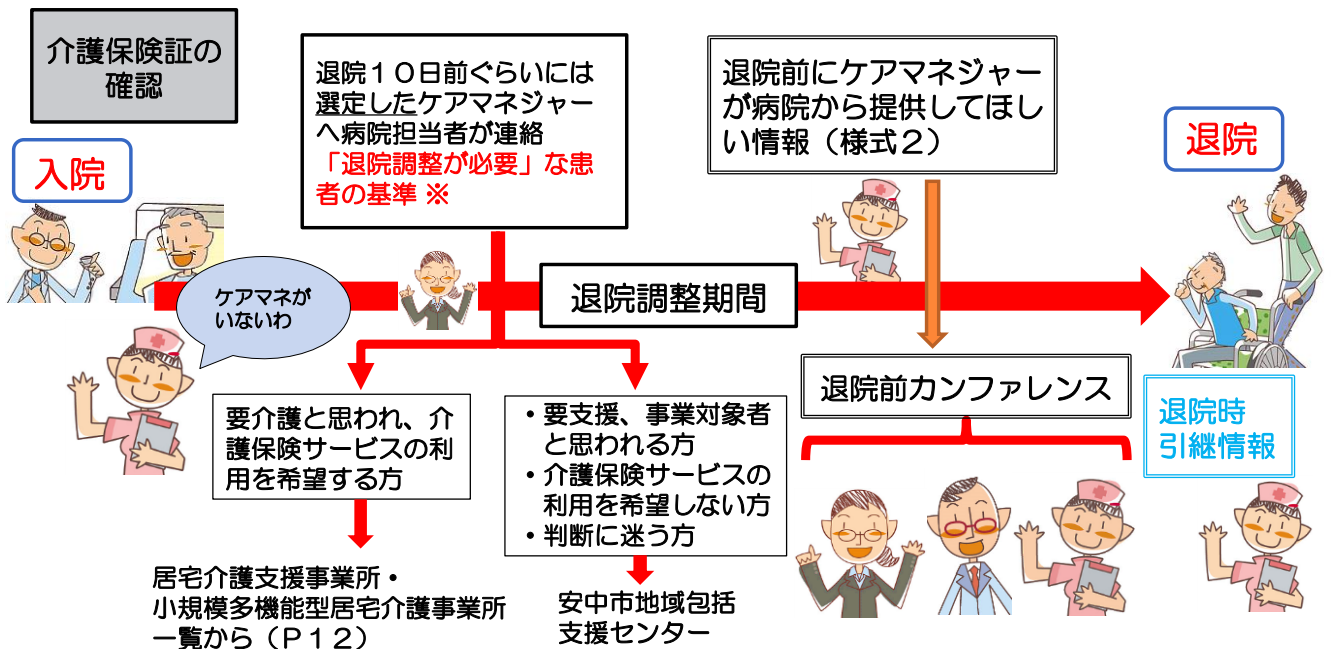 介護保険証の
確認
入院
退院１０日前ぐらいには
選定したケアマネジャー
へ病院担当者が連絡
「退院調整が必要」な患
者の基準 ※
退院前にケアマネジャー
が病院から提供してほし
い情報（様式２）
退院
ケアマネが
いないわ
退院調整期間
要介護と思われ、介
護保険サービスの利
用を希望する方
・要支援、事業対象者
と思われる方
・介護保険サービスの
利用を希望しない方
・判断に迷う方
退院前カンファレンス
退院時
引継情報
居宅介護支援事業所・
小規模多機能型居宅介護事業所
一覧から（Ｐ１２）
安中市地域包括
支援センター